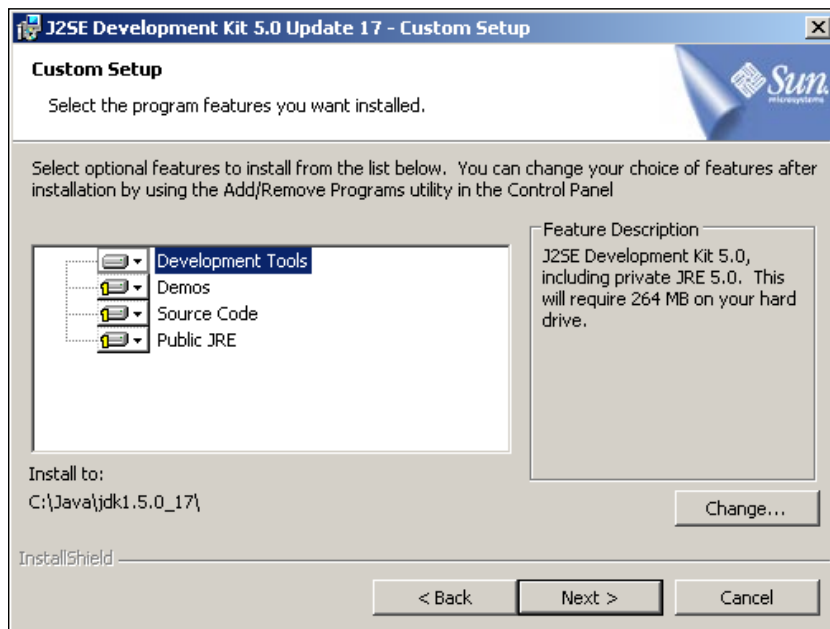 J2SE Development Kit 5.0 Update 17 - Custom Setup
Custom Setup
Select the program features you want installed.
Sun
microsystems
Select optional features to install from the list below.  You can change your choice of features after
installation by using the Add/Remove Programs utility in the Control Panel
Development Tools
Demos
Source Code
Public JRE
Feature Description
J2SE Development Kit 5.0,
including private JRE 5.0.  This
will require 264 MB on your hard
drive.
Install to:
C:\Java\jdk1.5.0_17\
Change...
InstallShield
< Back
Next >
Cancel